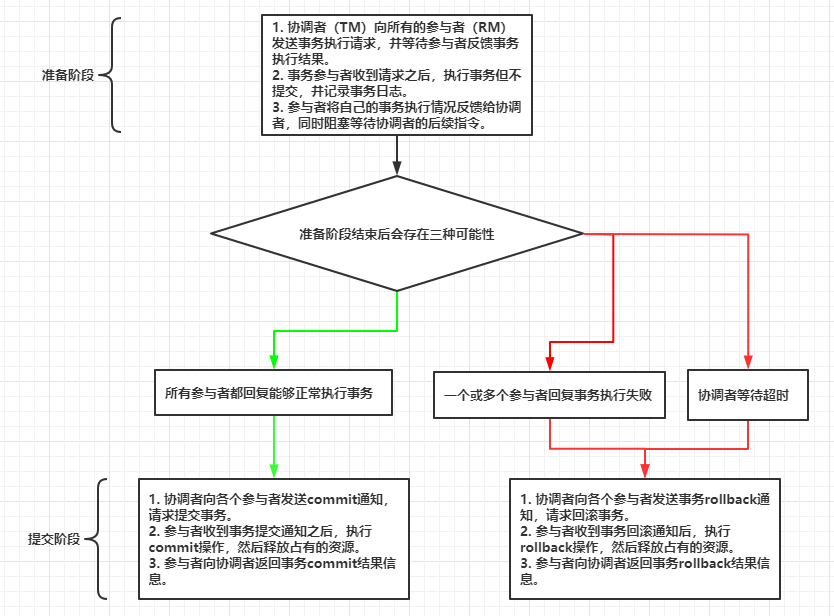 准备阶段
1. 协调者（TM）向所有的参与者（RM）
发送事务执行请求，并等待参与者反馈事务
执行结果。
2. 事务参与者收到请求之后，执行事务但不
提交，并记录事务日志。
3. 参与者将自己的事务执行情况反馈给协调
者，同时阻塞等待协调者的后续指令。
准备阶段结束后会存在三种可能性
所有参与者都回复能够正常执行事务
一个或多个参与者回复事务执行失败
协调者等待超时
提交阶段
1. 协调者向各个参与者发送commit通知，
请求提交事务。
2. 参与者收到事务提交通知之后，执行
commit操作，然后释放占有的资源。
3. 参与者向协调者返回事务commit结果信
息。
1. 协调者向各个参与者发送事务rollback通
知，请求回滚事务。
2. 参与者收到事务回滚通知后，执行
rollback操作，然后释放占有的资源。
3. 参与者向协调者返回事务rollback结果信
息。